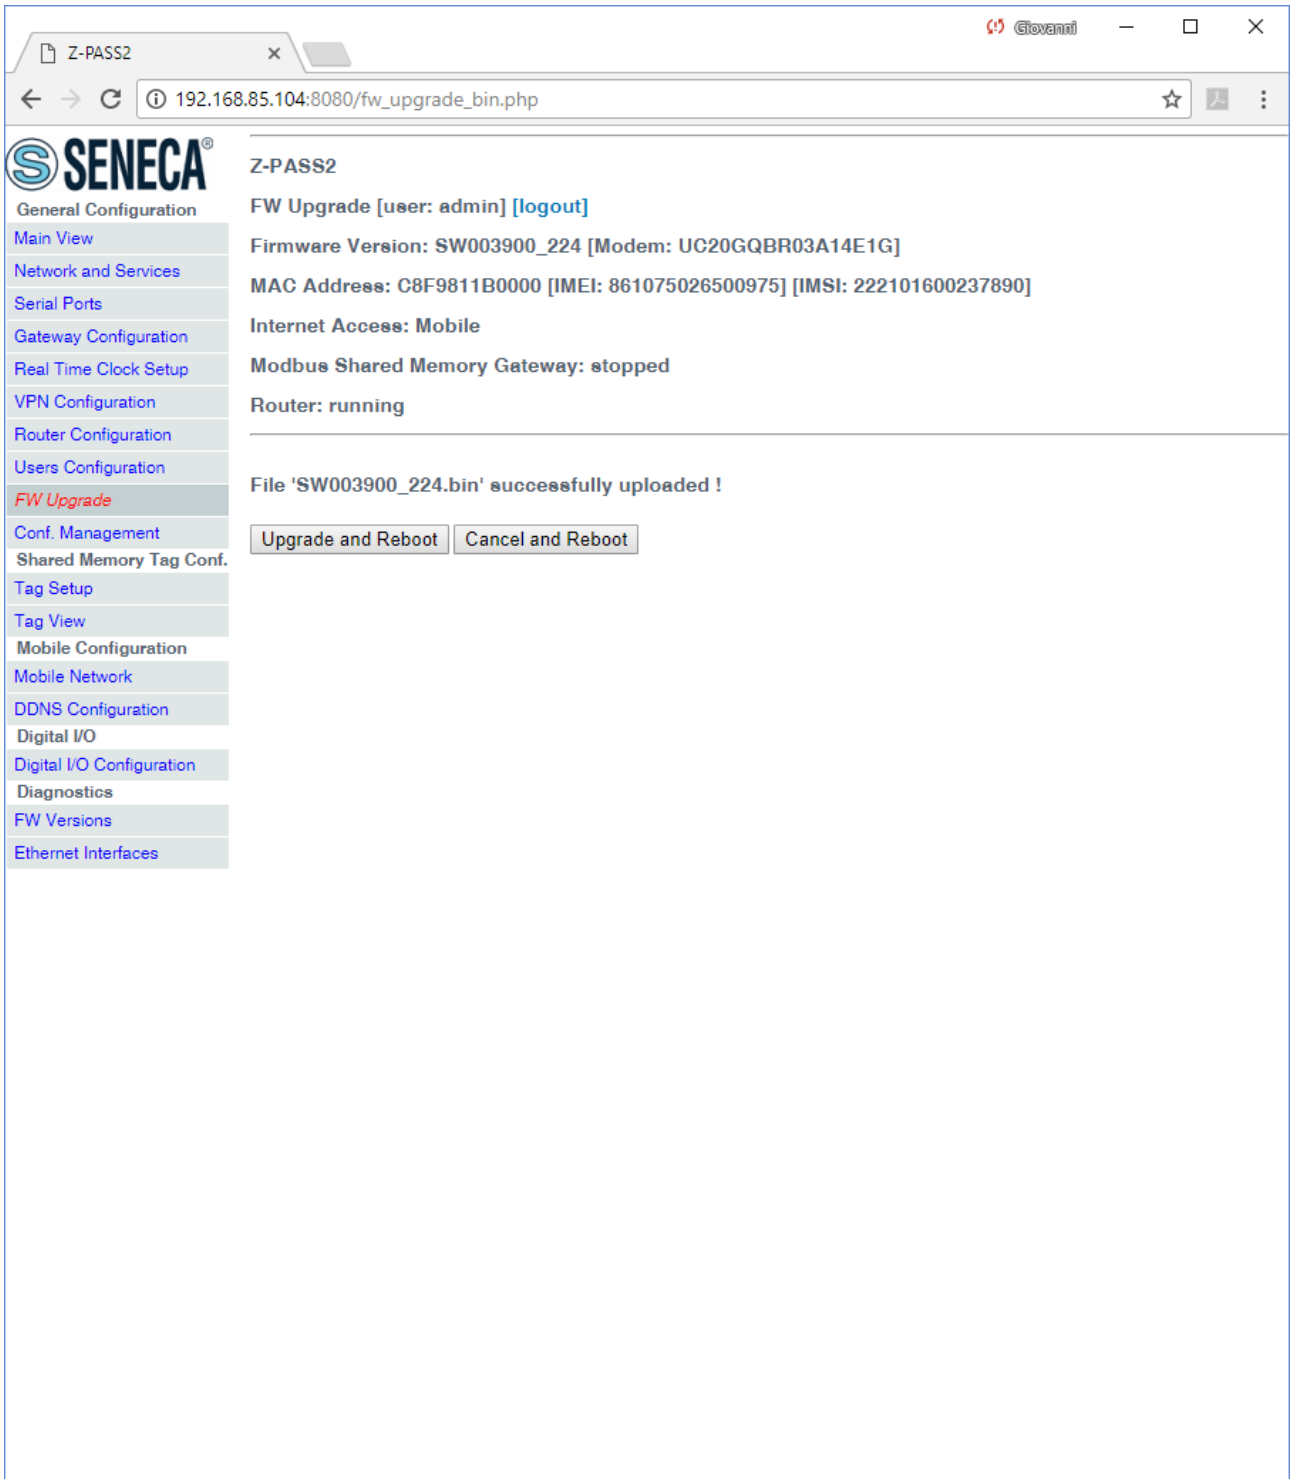 Giovanni
Z-PASS2
192.168.85.104:8080/fw_upgrade_bin.php
SENECA®
General Configuration
Main View
Network and Services
Serial Ports
Gateway Configuration
Real Time Clock Setup
VPN Configuration
Router Configuration
Users Configuration
FW Upgrade
Conf. Management
Shared Memory Tag Conf.
Tag Setup
Tag View
Mobile Configuration
Mobile Network
DDNS Configuration
Digital I/O
Digital I/O Configuration
Diagnostics
FW Versions
Ethernet Interfaces
Z-PASS2
FW Upgrade [user: admin] [logout]
Firmware Version: SW003900_224 [Modem: UC20GQBR03A14E1G]
MAC Address: C8F9811B0000 [IMEI: 861075026500975] [IMSI: 222101600237890]
Internet Access: Mobile
Modbus Shared Memory Gateway: stopped
Router: running
File 'SW003900_224.bin' successfully uploaded !
Upgrade and Reboot Cancel and Reboot